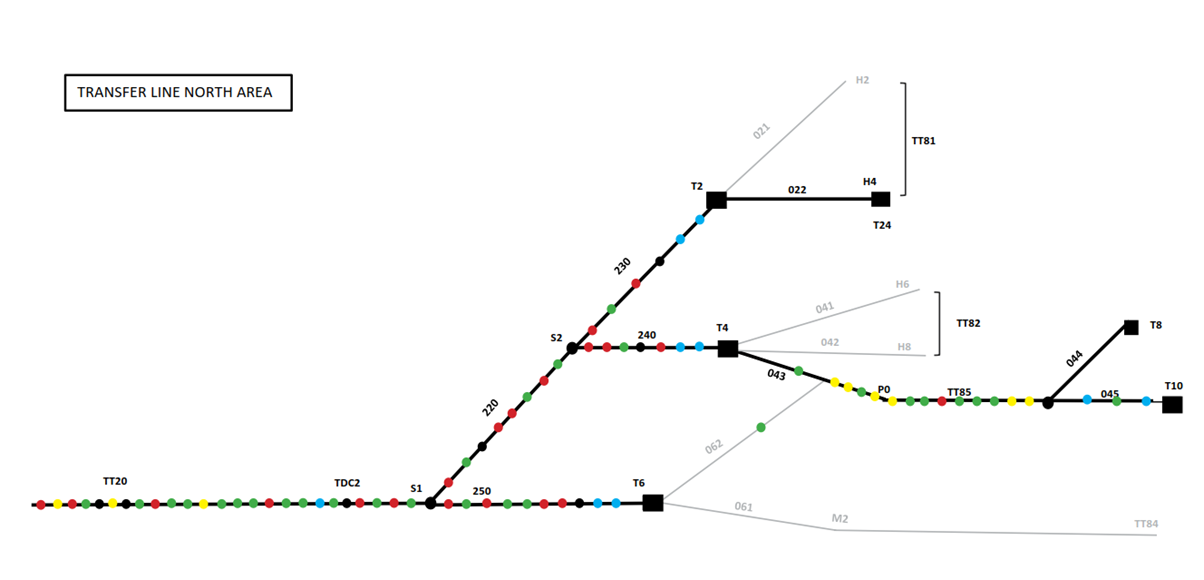 TRANSFER LINE NORTH AREA
H2
021
TT81
T2
022
H4
T24
230
H6
041
TT82
S2
240
T4
042
H8
T8
044
043
P0
TT85
045
T10
220
062
TT20
TDC2
S1
250
T6
061
M2
TT84